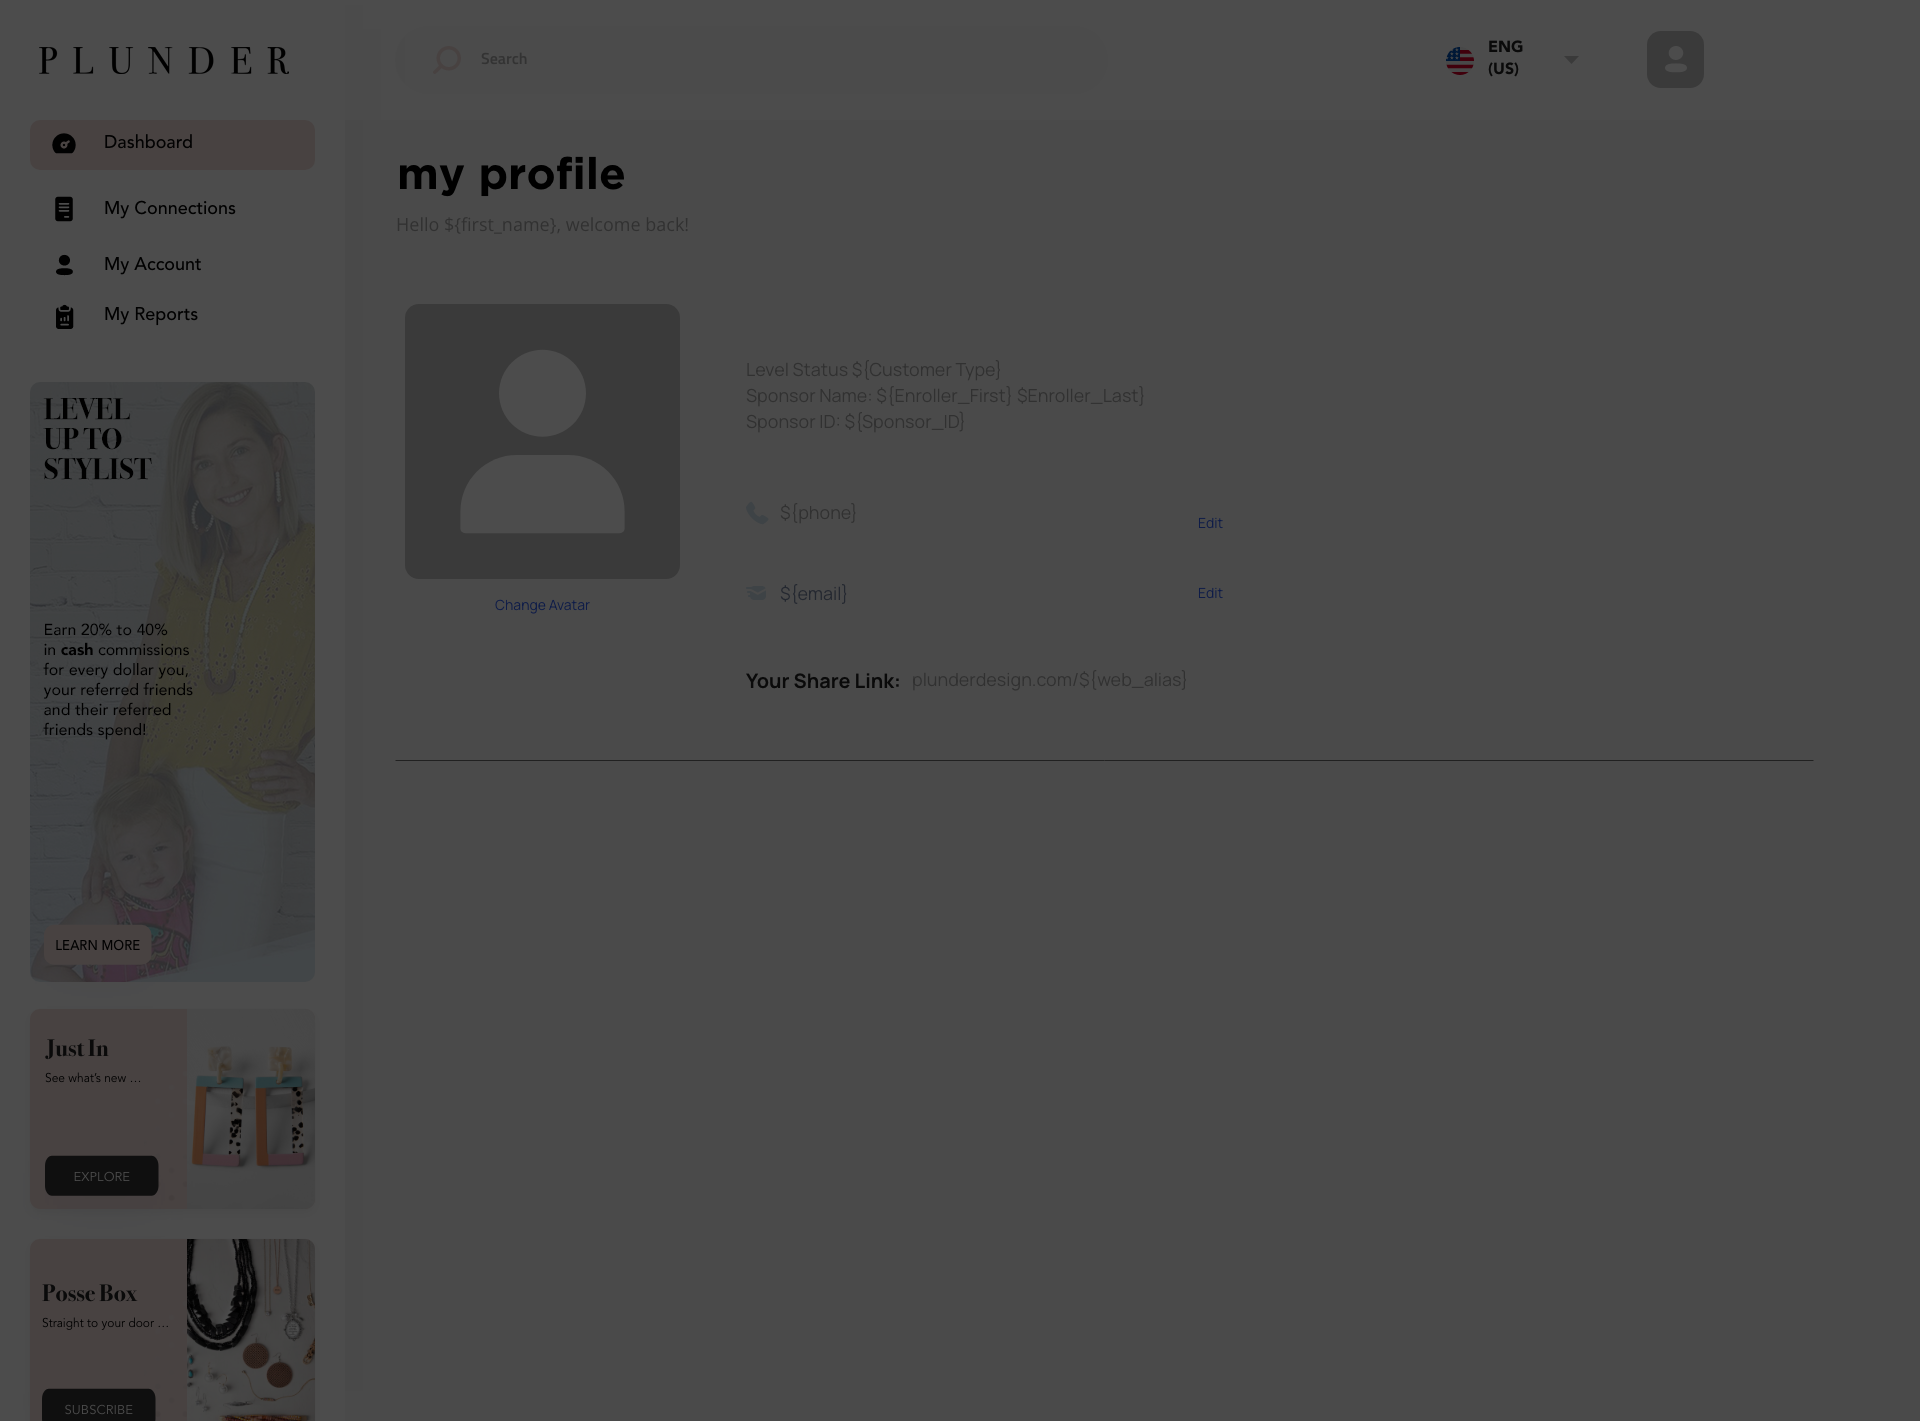 PLUNDER
Search
ENG
(US)
Dashboard
My Connections
My Account
My Reports
my profile
Hello ${first_name}, welcome back!
Level Status ${Customer Type}
Sponsor Name: ${Enroller_First} $Enroller_Last}
Sponsor ID: ${Sponsor_ID}
${phone}
Edit
${email}
Edit
Change Avatar
Your Share Link: plunderdesign.com/${web_alias}
LEVEL
UP TO
STYLIST
Earn 20% to 40%
in cash commissions
for every dollar you,
your referred friends
and their referred
friends spend!
LEARN MORE
Just In
See what's new ...
EXPLORE
Posse Box
Straight to your door ...
SUBSCRIBE